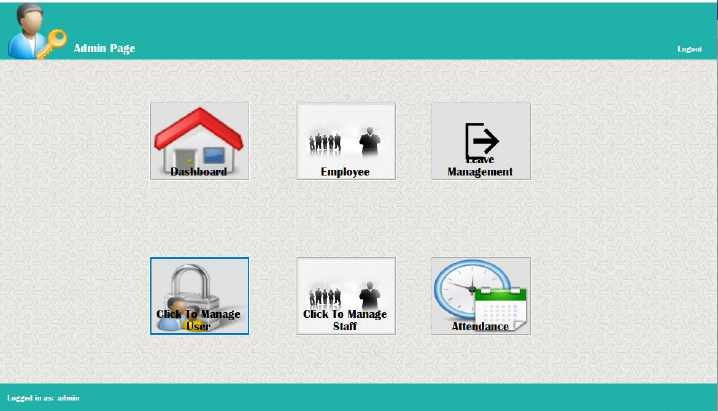 Admin Page
Logout
Dashboard
Employee
Leave
Management
Click To Manage
User
Click To Manage
Staff
Attendance
Logged in as: admin